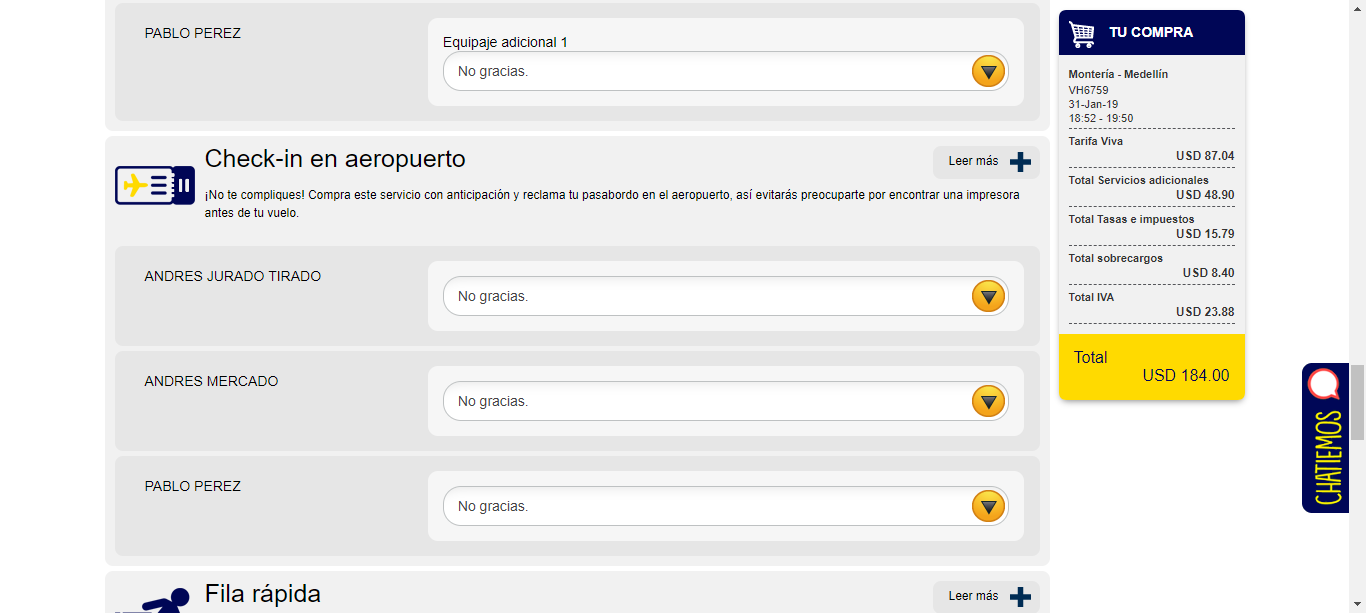 PABLO PEREZ
Equipaje adicional 1
No gracias.
Check-in en aeropuerto
Leer más
¡No te compliques! Compra este servicio con anticipación y reclama tu pasabordo en el aeropuerto, así evitarás preocuparte por encontrar una impresora
antes de tu vuelo.
ANDRES JURADO TIRADO
No gracias.
ANDRES MERCADO
No gracias.
PABLO PEREZ
No gracias.
Fila rápida
Leer más
TU COMPRA
Montería - Medellín
VH6759
31-Jan-19
18:52 - 19:50
Tarifa Viva
USD 87.04
Total Servicios adicionales
USD 48.90
Total Tasas e impuestos
USD 15.79
Total sobrecargos
USD 8.40
Total IVA
USD 23.88
Total
USD 184.00
CHATIEMOS